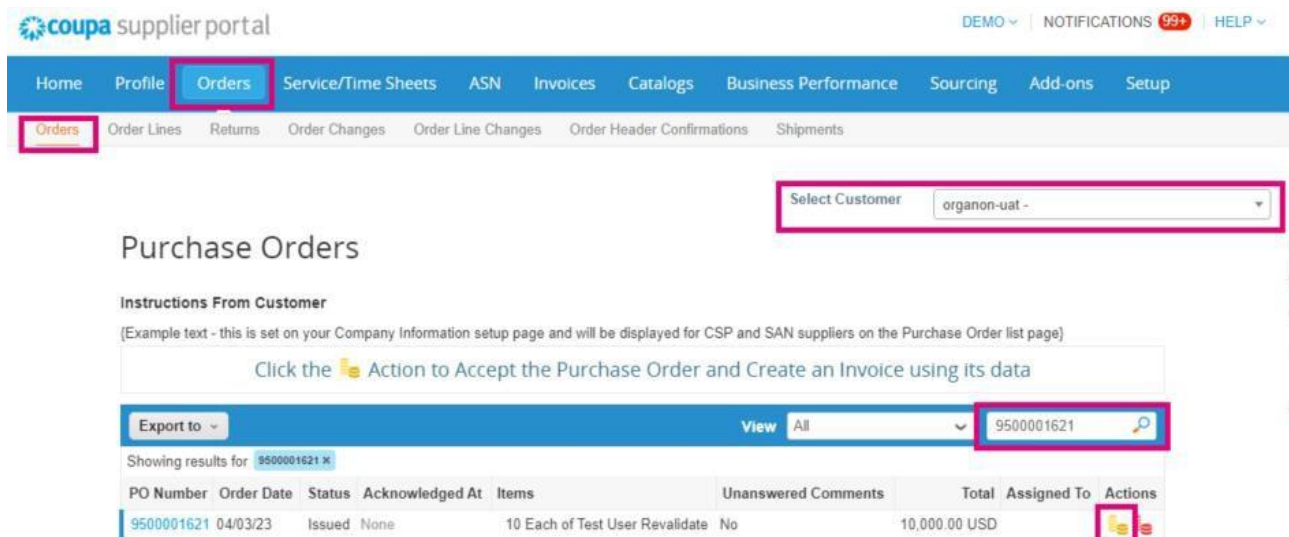 coupa supplier portal DEMO NOTIFICATIONS 99+ HELP
Home Profile Orders Service/Time Sheets ASN Invoices Catalogs Business Performance Sourcing Add-ons Setup
Orders Order Lines Returns Order Changes Order Line Changes Order Header Confirmations Shipments
Select Customer organon-uat -
Purchase Orders
Instructions From Customer
{Example text - this is set on your Company Information setup page and will be displayed for CSP and SAN suppliers on the Purchase Order list page}
Click the Action to Accept the Purchase Order and Create an Invoice using its data
Export to View All 9500001621
Showing results for 9500001621 ×
PO Number Order Date Status Acknowledged At Items Unanswered Comments Total Assigned To Actions
9500001621 04/03/23 Issued None 10 Each of Test User Revalidate No 10,000.00 USD